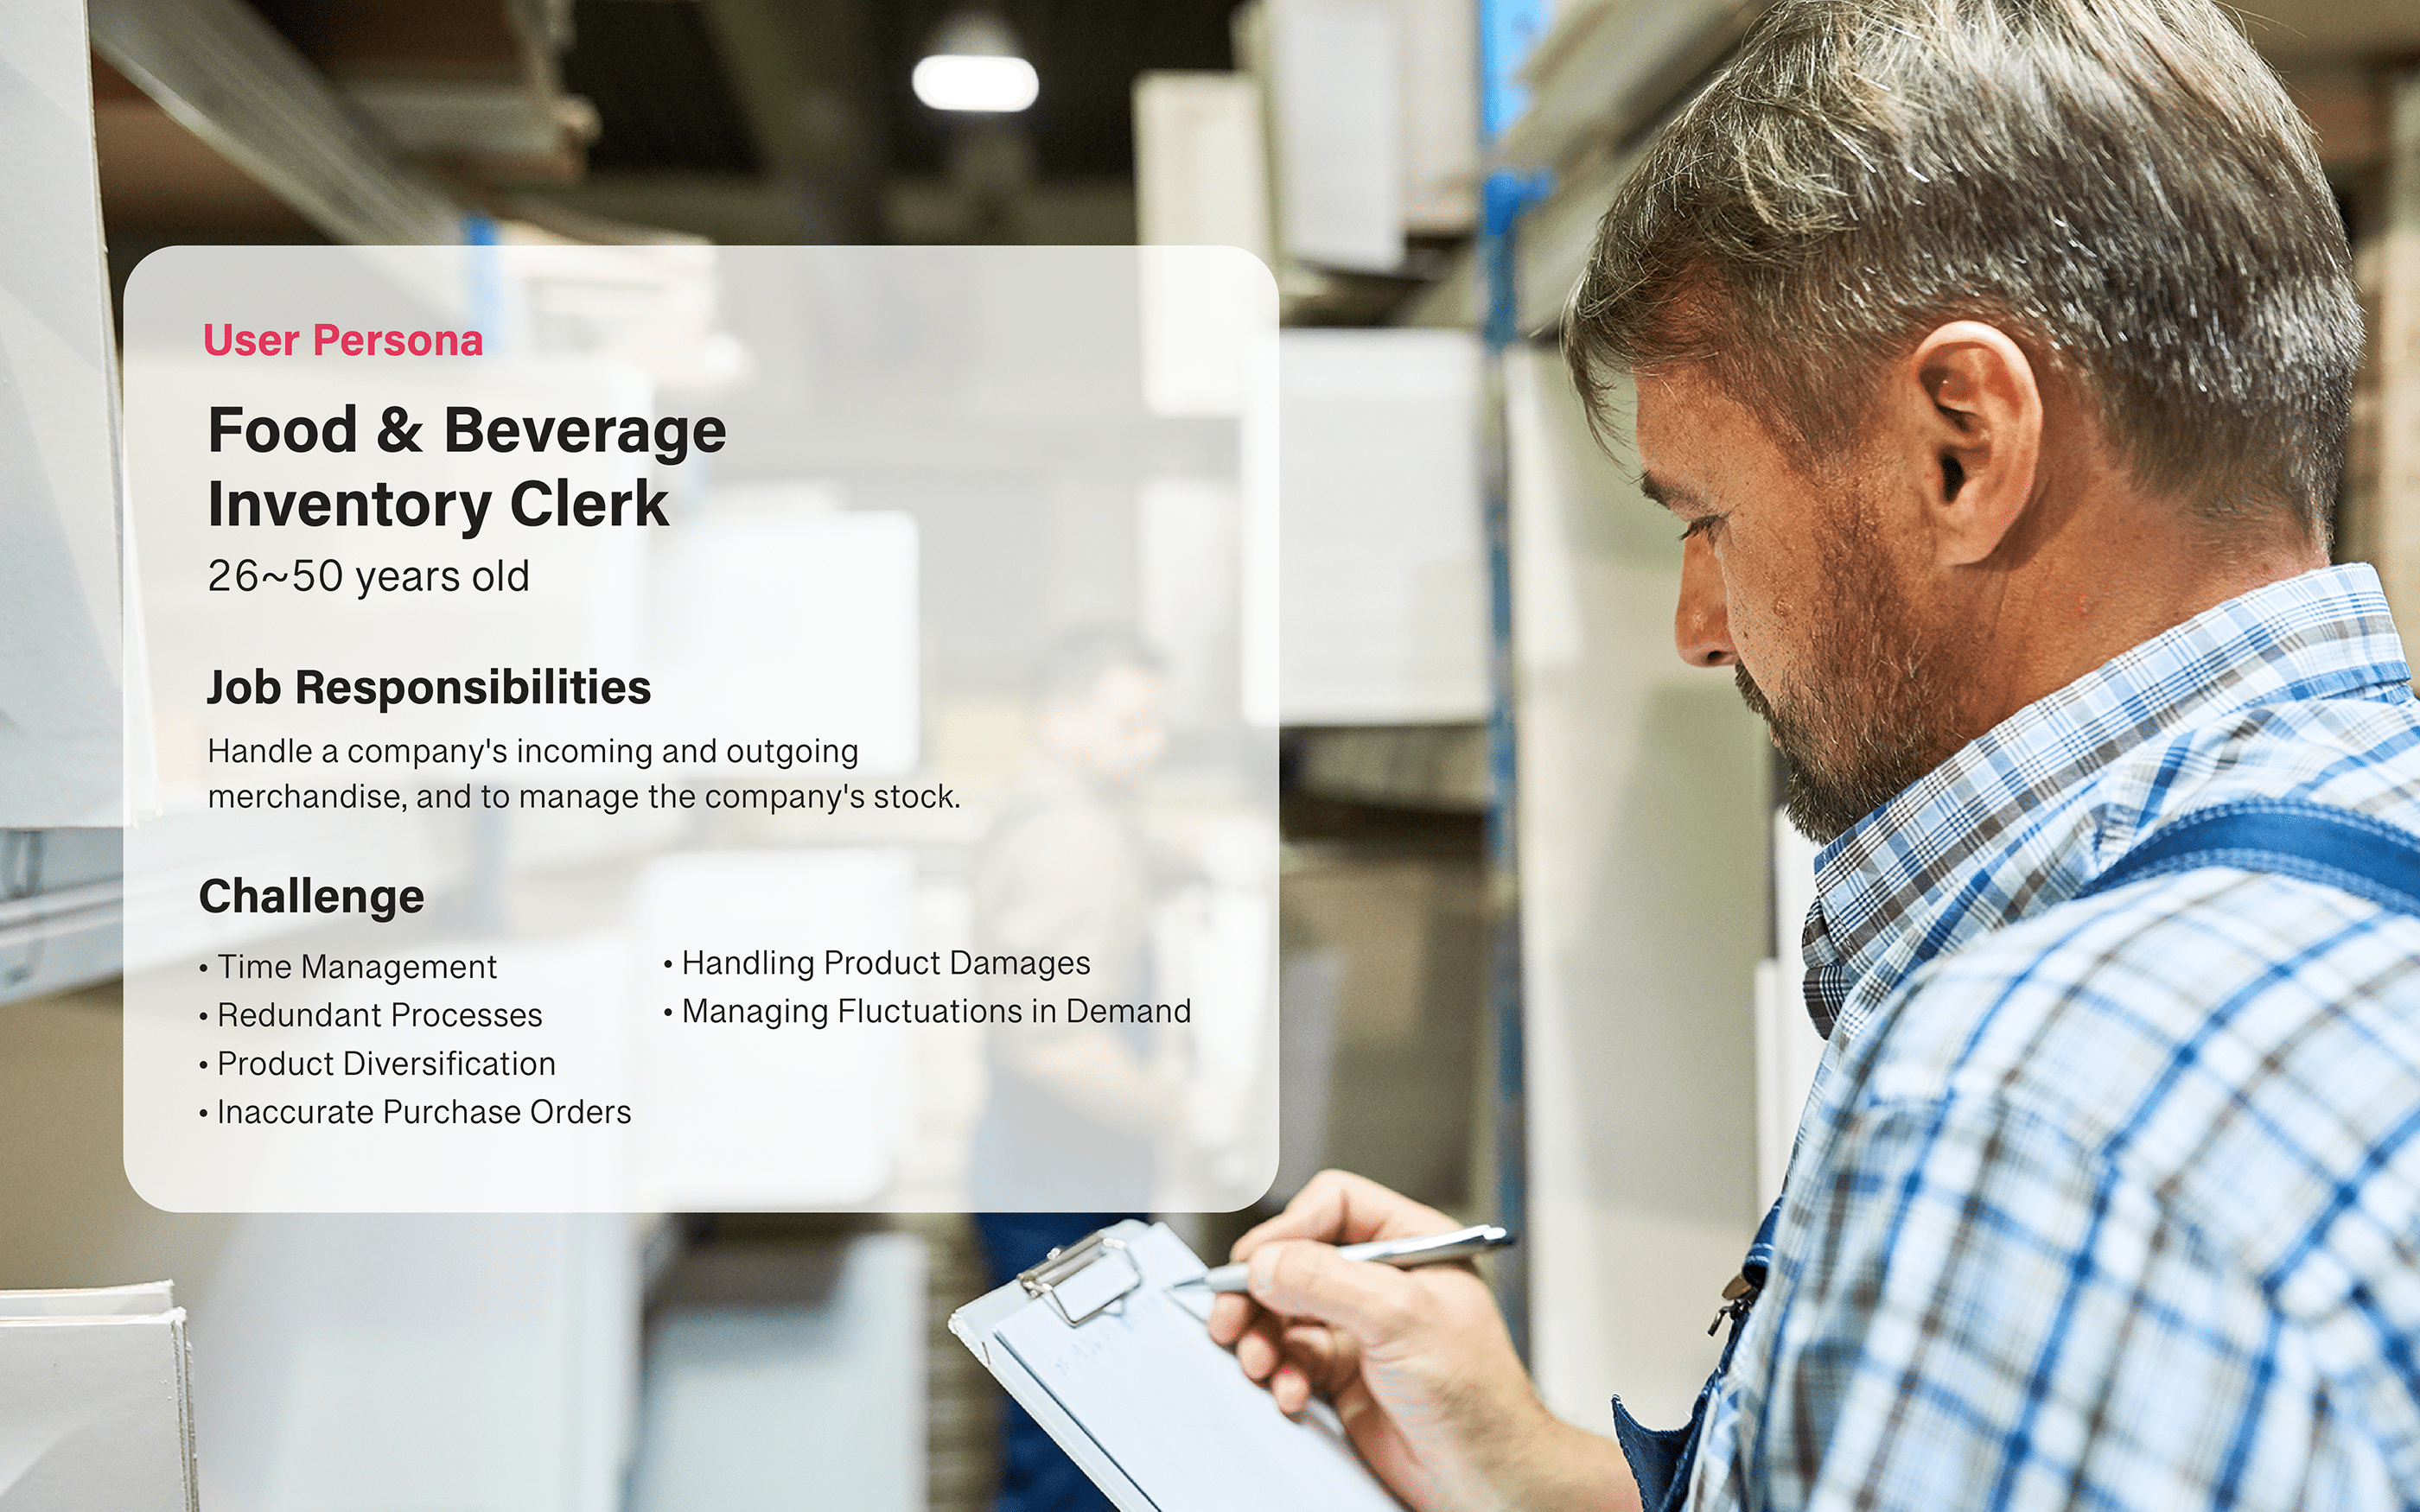 User Persona
Food & Beverage
Inventory Clerk
26~50 years old
Job Responsibilities
Handle a company's incoming and outgoing
merchandise, and to manage the company's stock.
Challenge
• Time Management
• Redundant Processes
• Product Diversification
• Inaccurate Purchase Orders
• Handling Product Damages
• Managing Fluctuations in Demand